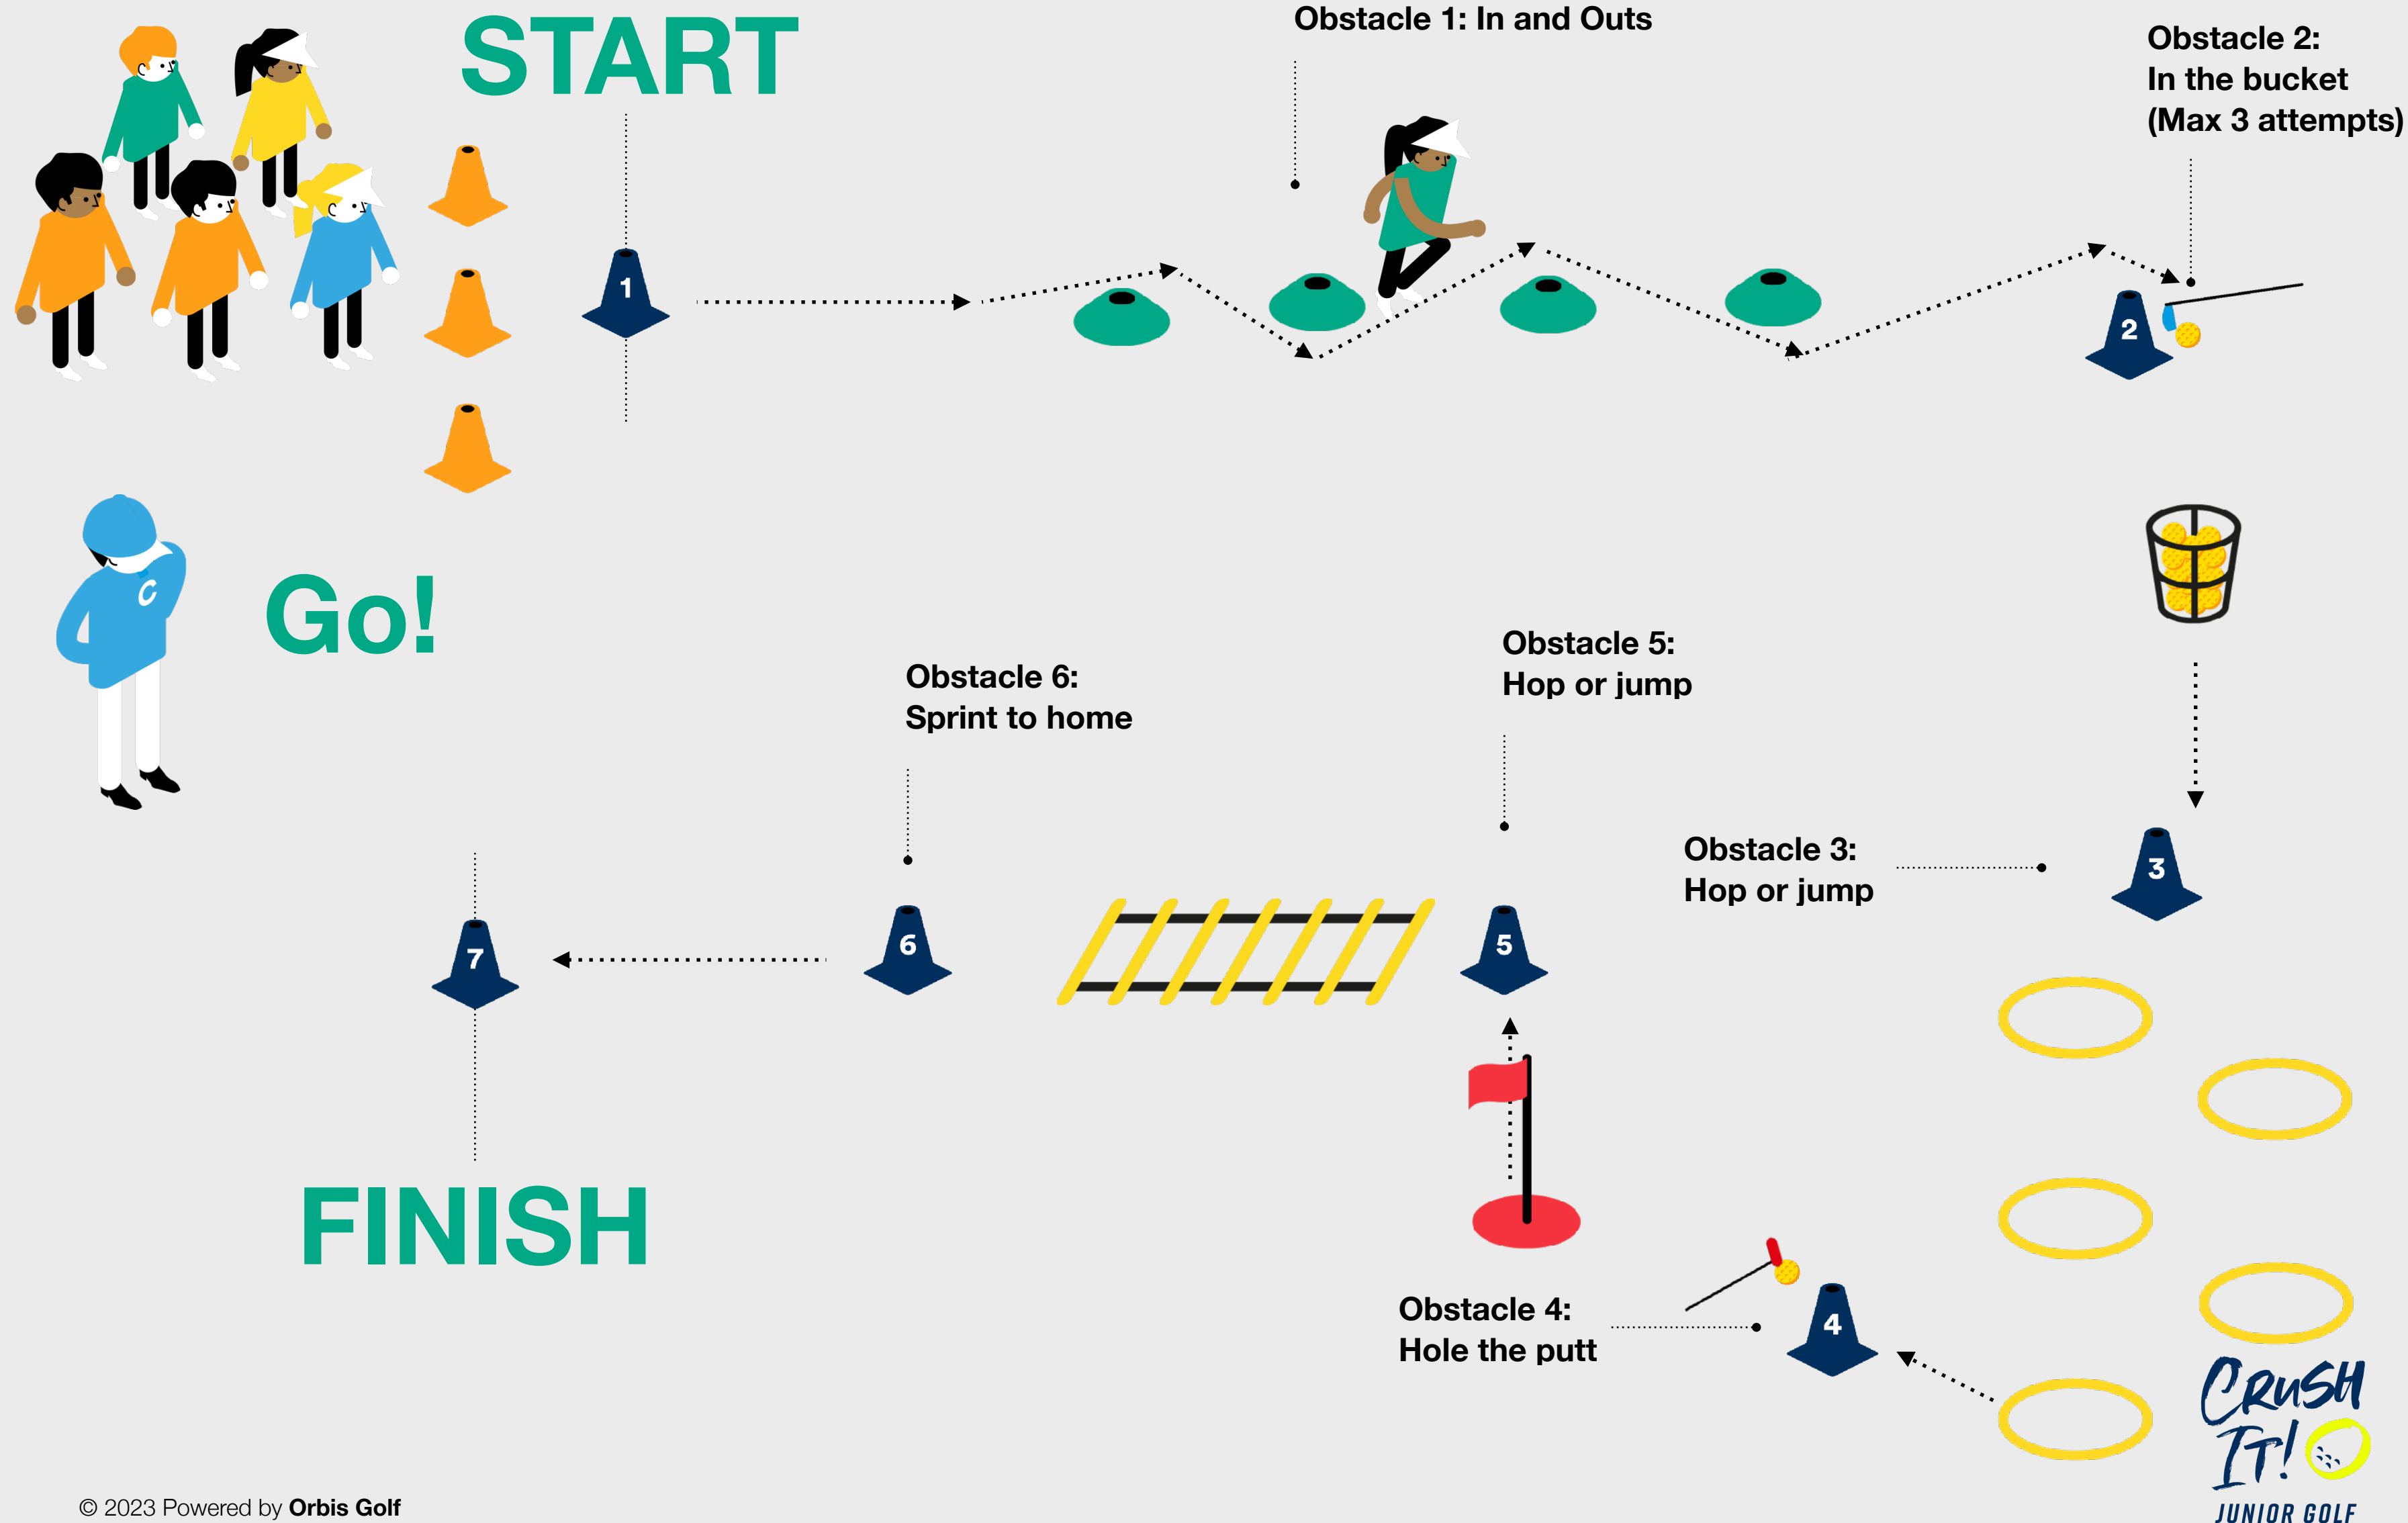 START
Obstacle 1: In and Outs
Obstacle 2:
In the bucket
(Max 3 attempts)
1
2
C
Go!
Obstacle 5:
Hop or jump
Obstacle 6:
Sprint to home
Obstacle 3:
Hop or jump
3
5
6
7
FINISH
Obstacle 4:
Hole the putt
4
CRUSH
IT!
JUNIOR GOLF
© 2023 Powered by Orbis Golf